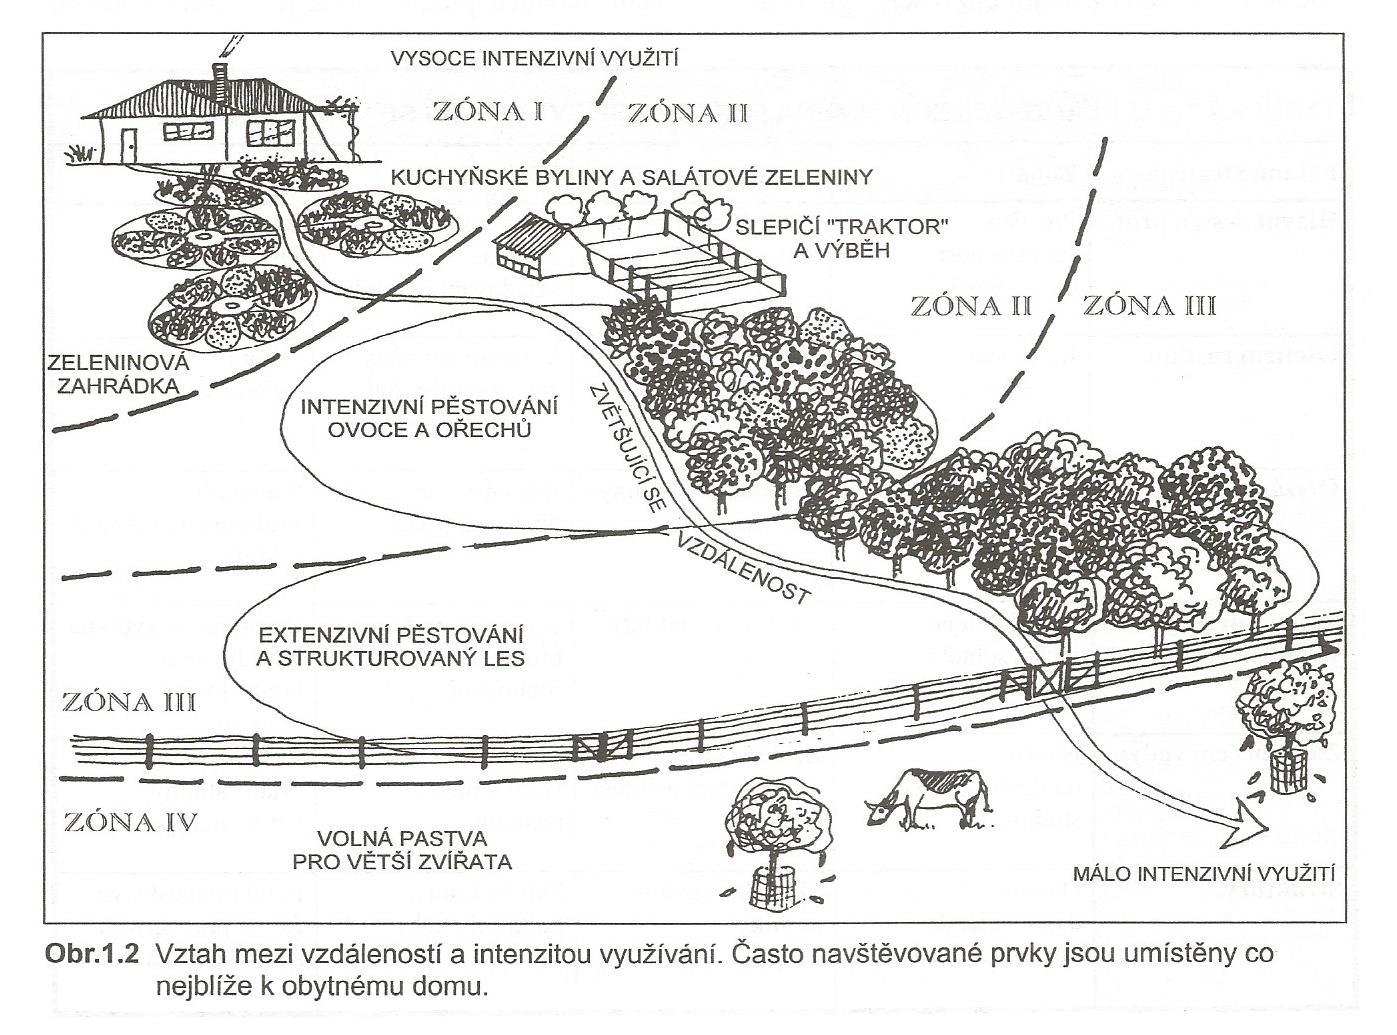 VYSOCE INTENZIVNÍ VYUŽITÍ
ZÓNA I
ZÓNA II
KUCHYŇSKÉ BYLINY A SALÁTOVÉ ZELENINY
SLEPIČÍ "TRAKTOR"
A VÝBĚH
ZÓNA II
ZÓNA III
ZELENINOVÁ
ZAHRÁDKA
INTENZIVNÍ PĚSTOVÁNÍ
OVOCE A OŘECHŮ
ZVĚTŠUJÍCÍ SE
VZDÁLENOST
EXTENZIVNÍ PĚSTOVÁNÍ
A STRUKTUROVANÝ LES
ZÓNA III
ZÓNA IV
VOLNÁ PASTVA
PRO VĚTŠÍ ZVÍŘATA
MÁLO INTENZIVNÍ VYUŽITÍ
Obr.1.2 Vztah mezi vzdáleností a intenzitou využívání. Často navštěvované prvky jsou umístěny co
nejblíže k obytnému domu.